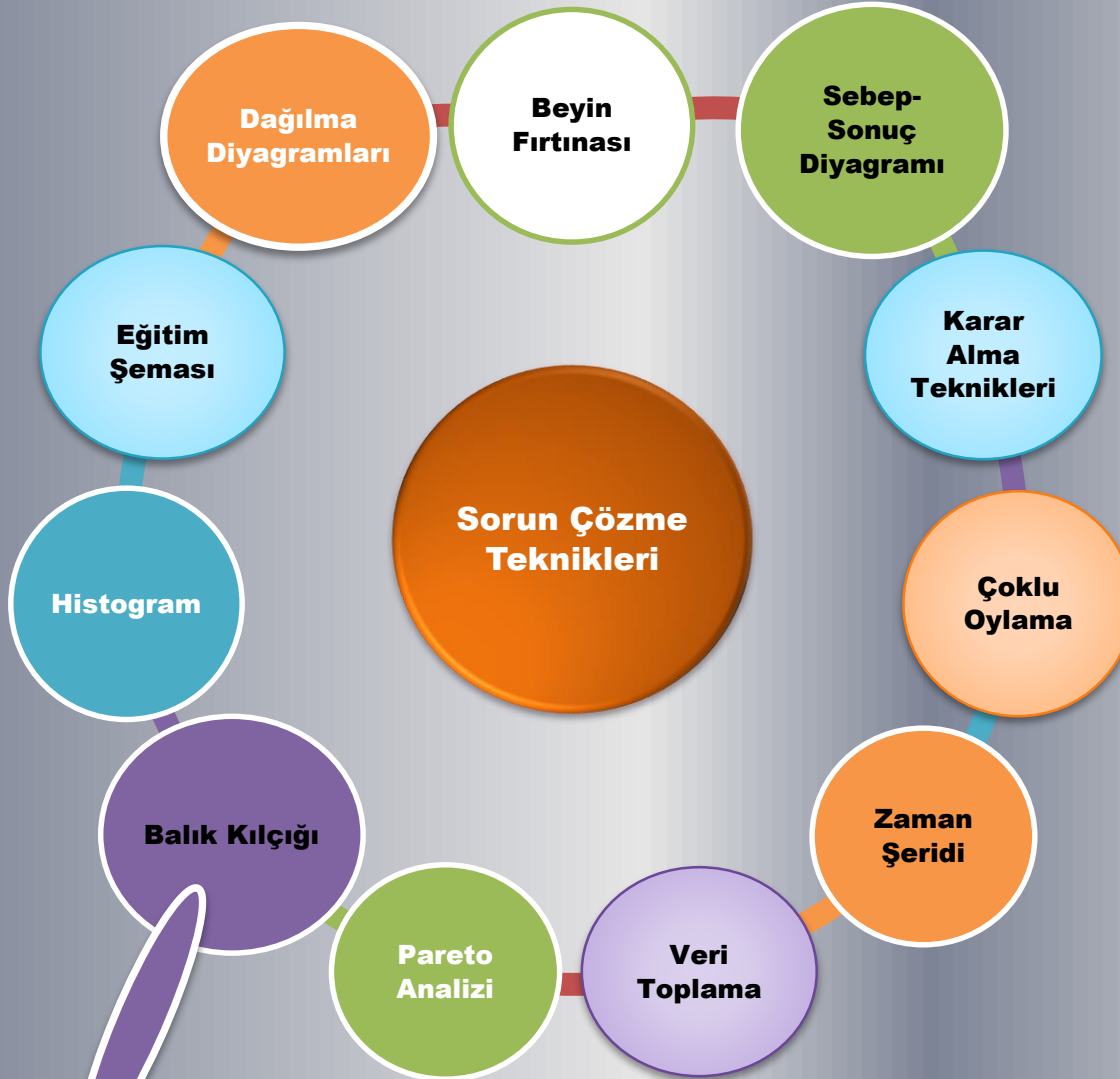 Beyin
Fırtınası
Sebep-
Sonuç
Diyagramı
Karar
Alma
Teknikleri
Çoklu
Oylama
Zaman
Şeridi
Veri
Toplama
Pareto
Analizi
Balık Kılçığı
Histogram
Eğitim
Şeması
Dağılma
Diyagramları
Sorun Çözme
Teknikleri